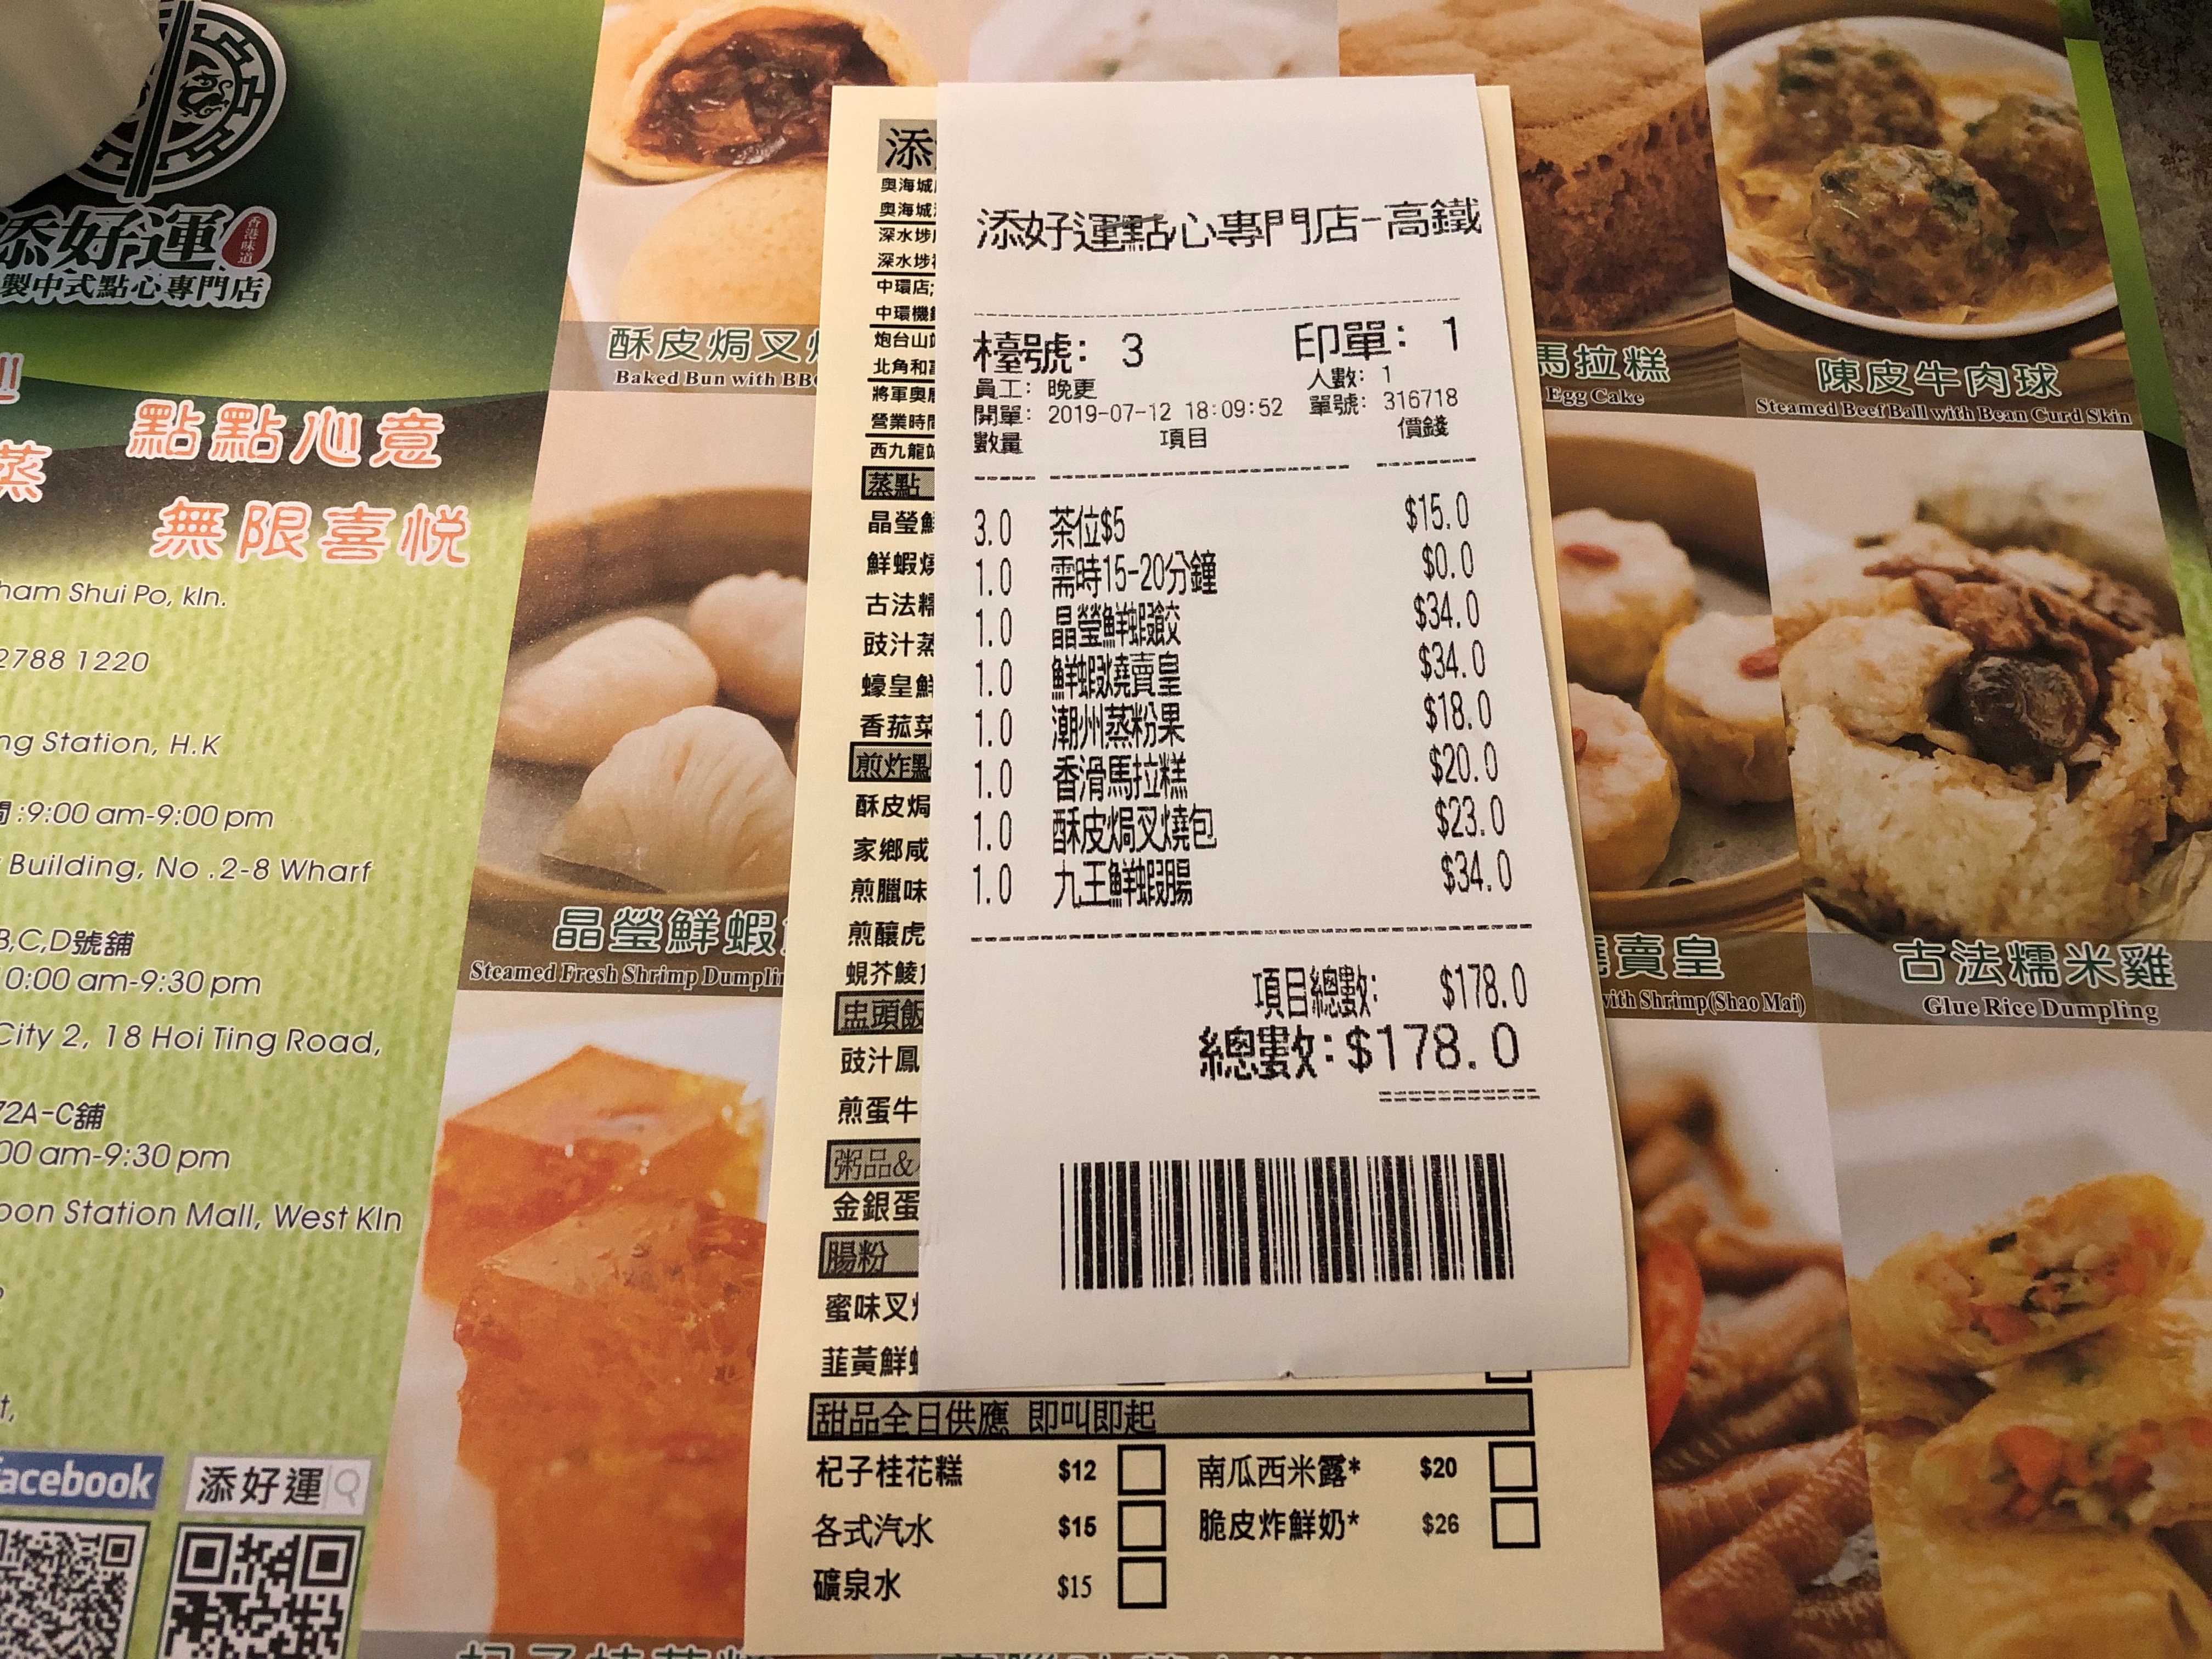 添好運
香港味道
製中式點心專門店
點點心意
蒸
無限喜悅
ham Shui Po, kln.
2788 1220
ng Station, H.K
:9:00 am-9:00 pm
Building, No .2-8 Wharf
B,C,D號舖
10:00 am-9:30 pm
City 2, 18 Hoi Ting Road,
72A-C舖
00 am-9:30 pm
oon Station Mall, West Kln
facebook
添好運
酥皮焗叉
Baked Bun with BB
馬拉糕
Egg Cake
陳皮牛肉球
Steamed Beef Ball with Bean Curd Skin
晶瑩鮮蝦
Steamed Fresh Shrimp Dumplin
賣皇
with Shrimp(Shao Mai)
古法糯米雞
Glue Rice Dumpling
添
奧海城
奧海城
深水埗
深水埗
中環店:
中環機
炮台山
北角和
將軍奧
營業時間
西九龍
蒸點
晶瑩鮮
鮮蝦燒
古法糯
豉汁蒸
蠔皇鮮
香菇菜
煎炸點
酥皮焗
家鄉咸
煎臘味
煎釀虎
蜆芥鯪
盅頭飯
豉汁鳳
煎蛋牛
粥品&
金銀蛋
腸粉
蜜味叉
韮黃鮮
甜品全日供應 即叫即起
杞子桂花糕 $12 南瓜西米露* $20
各式汽水 $15 脆皮炸鮮奶* $26
礦泉水 $15
添好運點心專門店-高鐵
檯號: 3 印單: 1
員工: 晚更 人數: 1
開單: 2019-07-12 18:09:52 單號: 316718
數量 項目 價錢
3.0 茶位$5 $15.0
1.0 需時15-20分鐘 $0.0
1.0 晶瑩鮮蝦餃 $34.0
1.0 鮮蝦燒賣皇 $34.0
1.0 潮州蒸粉果 $18.0
1.0 香滑馬拉糕 $20.0
1.0 酥皮焗叉燒包 $23.0
1.0 九王鮮蝦腸 $34.0
項目總數: $178.0
總數:$178.0